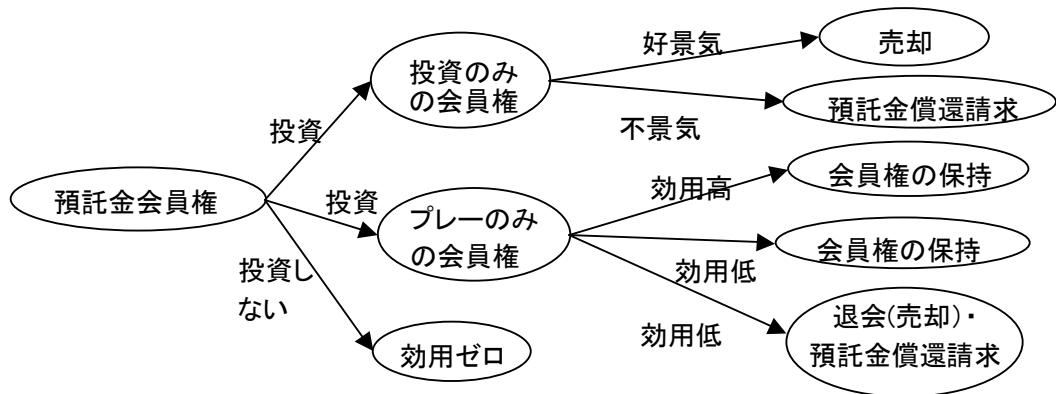 好景気
売却
投資のみ
の会員権
投資
不景気
預託金償還請求
預託金会員権
投資
プレーのみ
の会員権
効用高
会員権の保持
効用低
会員権の保持
投資し
ない
効用低
退会(売却)・
預託金償還請求
効用ゼロ